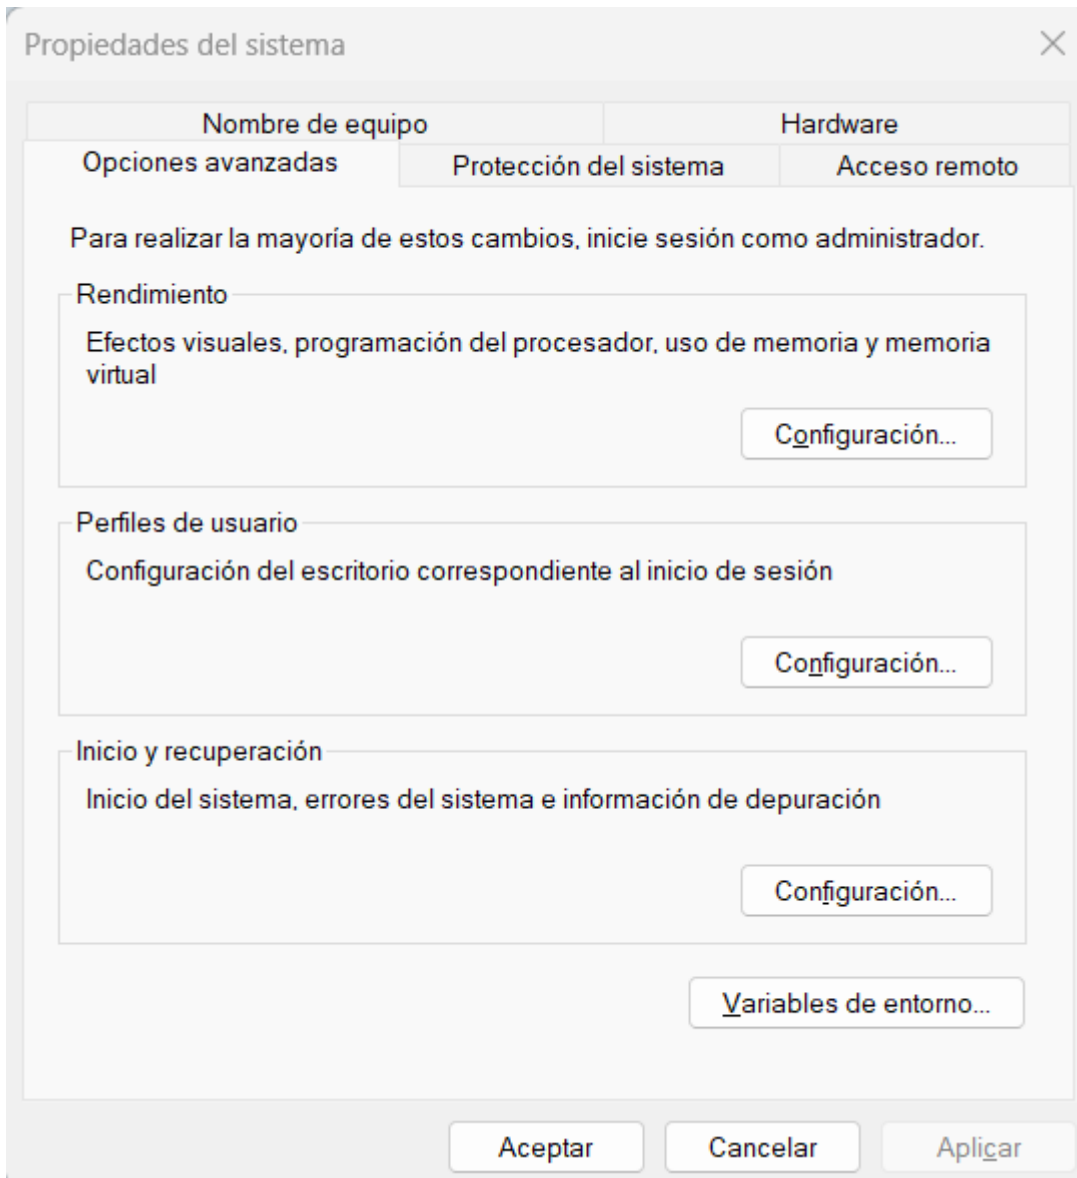 Propiedades del sistema
Nombre de equipo
Hardware
Opciones avanzadas
Protección del sistema
Acceso remoto
Para realizar la mayoría de estos cambios, inicie sesión como administrador.
Rendimiento
Efectos visuales, programación del procesador, uso de memoria y memoria
virtual
Configuración...
Perfiles de usuario
Configuración del escritorio correspondiente al inicio de sesión
Configuración...
Inicio y recuperación
Inicio del sistema, errores del sistema e información de depuración
Configuración...
Variables de entorno...
Aceptar
Cancelar
Aplicar